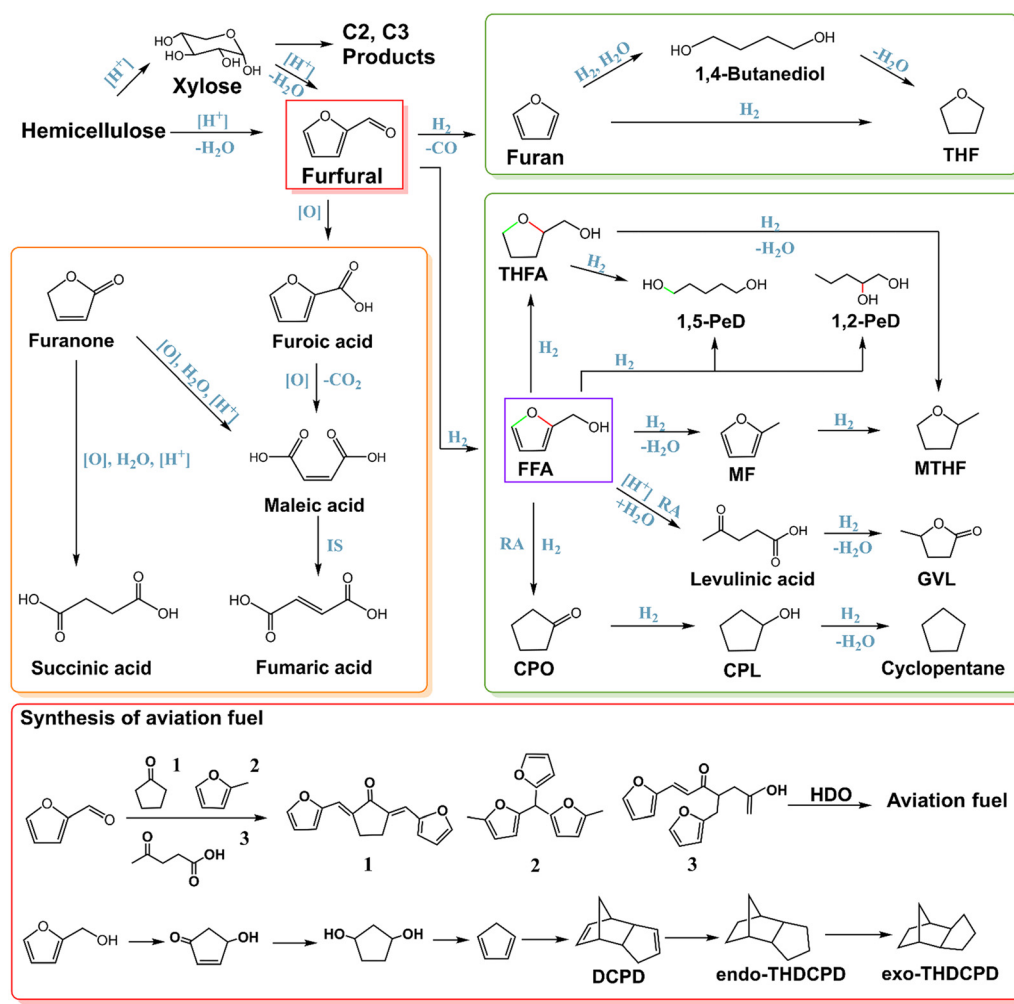 Xylose
C2, C3
Products
[H⁺]
[H⁺]
-H₂O
Hemicellulose
[H⁺]
-H₂O
Furfural
H₂
-CO
Furan
H₂, H₂O
1,4-Butanediol
-H₂O
H₂
THF
[O]
Furanone
Furoic acid
[O], H₂O, [H⁺]
[O] -CO₂
[O], H₂O, [H⁺]
Maleic acid
IS
Succinic acid
Fumaric acid
H₂
THFA
H₂
-H₂O
H₂
1,5-PeD
1,2-PeD
H₂
H₂
FFA
H₂
-H₂O
MF
H₂
MTHF
[H⁺] RA
+H₂O
Levulinic acid
H₂
-H₂O
GVL
RA H₂
CPO
H₂
CPL
H₂
-H₂O
Cyclopentane
Synthesis of aviation fuel
1
2
3
1
2
3
HDO
Aviation fuel
DCPD
endo-THDCPD
exo-THDCPD